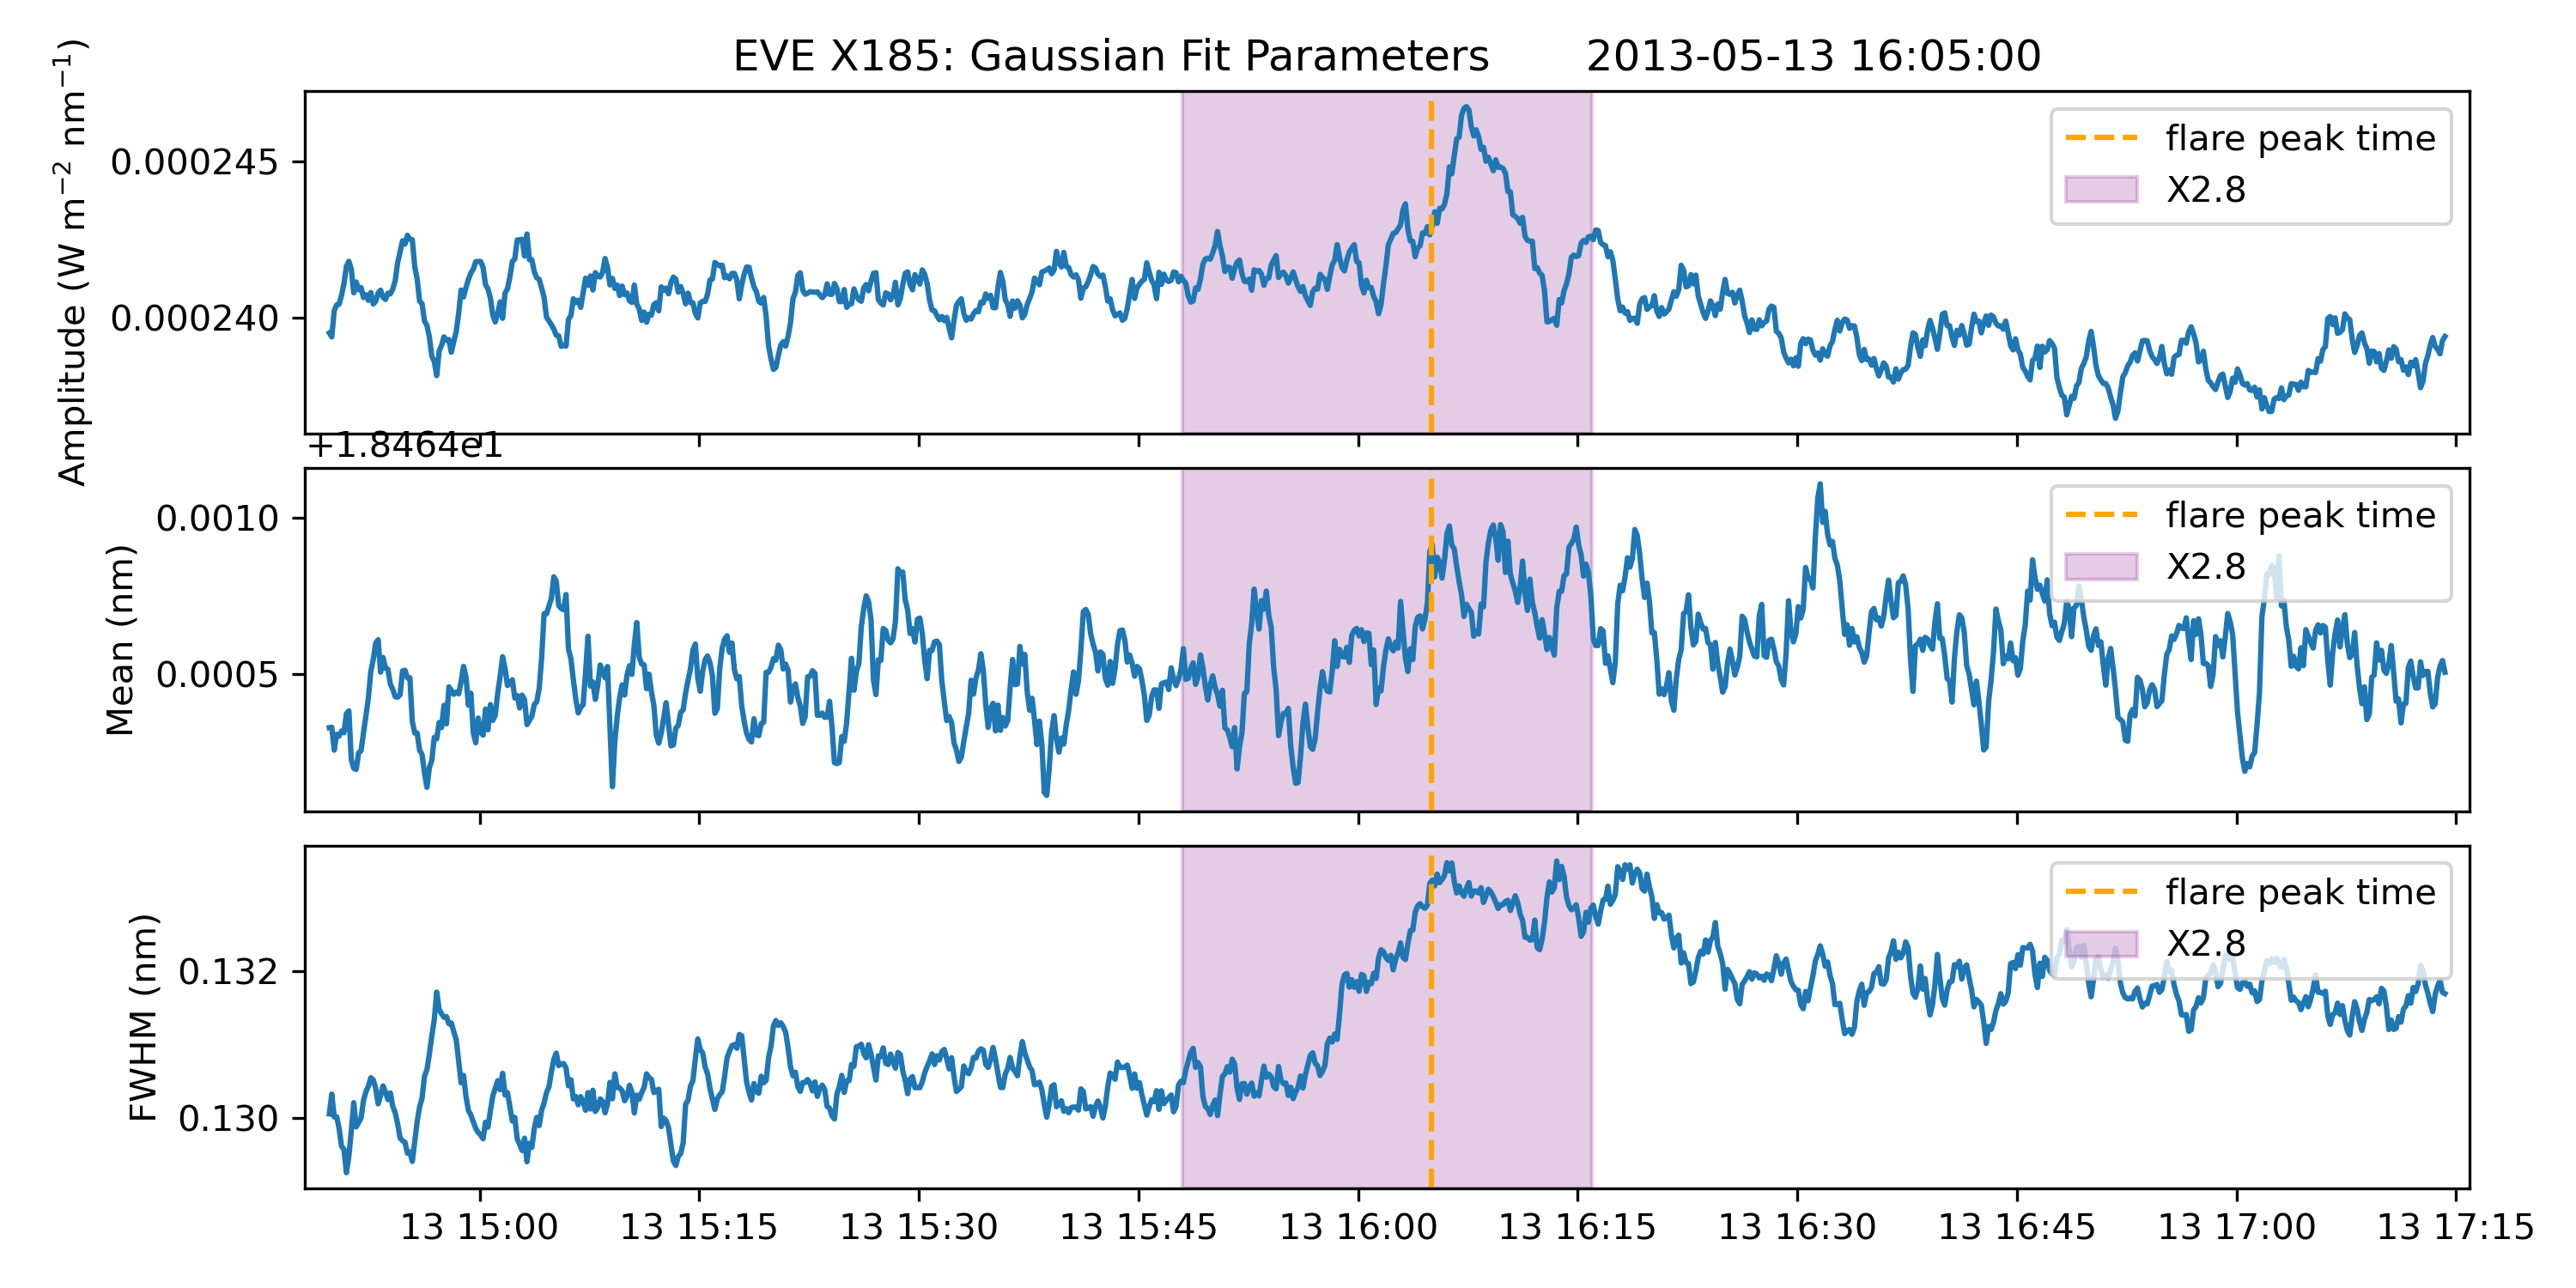 EVE X185: Gaussian Fit Parameters 2013-05-13 16:05:00
Amplitude (W m⁻² nm⁻¹)
0.000245
0.000240
flare peak time
X2.8
+1.8464e1
Mean (nm)
0.0010
0.0005
flare peak time
X2.8
FWHM (nm)
0.132
0.130
flare peak time
X2.8
13 15:00 13 15:15 13 15:30 13 15:45 13 16:00 13 16:15 13 16:30 13 16:45 13 17:00 13 17:15